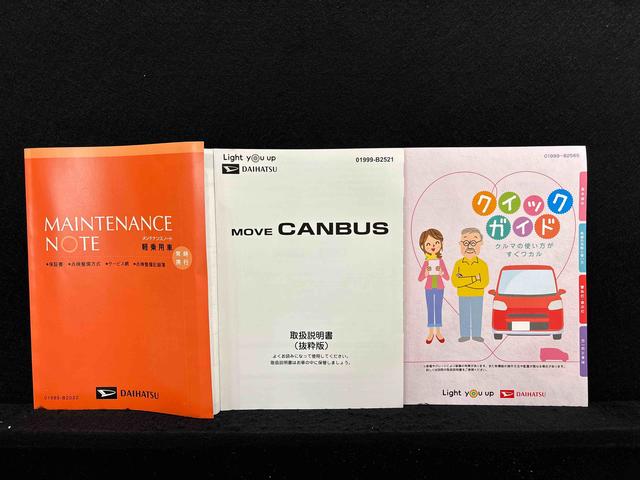 MAINTENANCE
NOTE
メンテナンスノート
軽乗用車
●保証書 ●点検整備方式 ●サービス網 ●点検整備記録簿
DAIHATSU
01999-B2032
Light you up
DAIHATSU
01999-B2521
MOVE CANBUS
取扱説明書
(抜粋版)
よくお読みになって使用してください。
取扱説明書はお車の中に保管しましょう。
01999-B2565
クイック
ガイド
クルマの使い方が
すぐワカル
Light you up
DAIHATSU